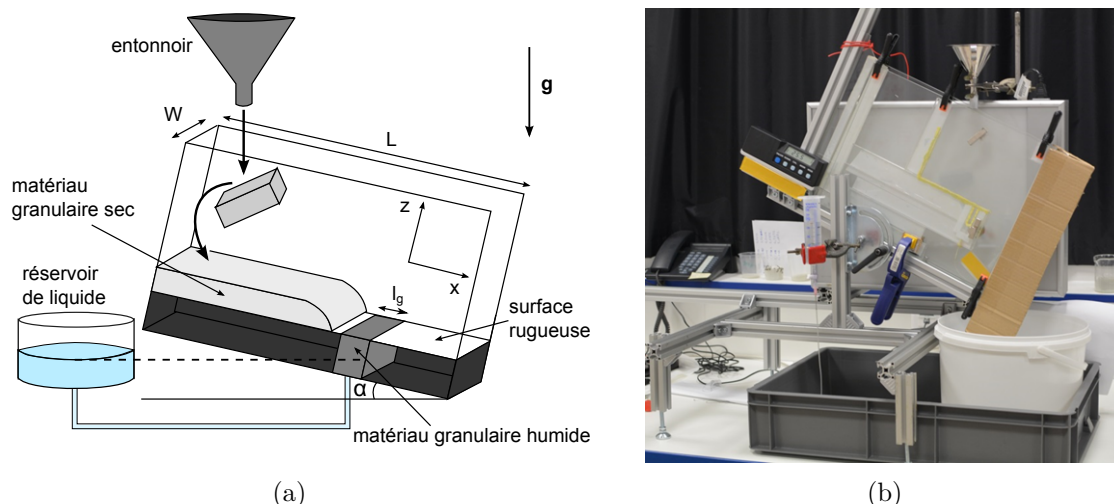 entonnoir
g
W
L
matériau
granulaire sec
z
réservoir
de liquide
x
l_g
surface
rugueuse
α
matériau granulaire humide
(a)
(b)